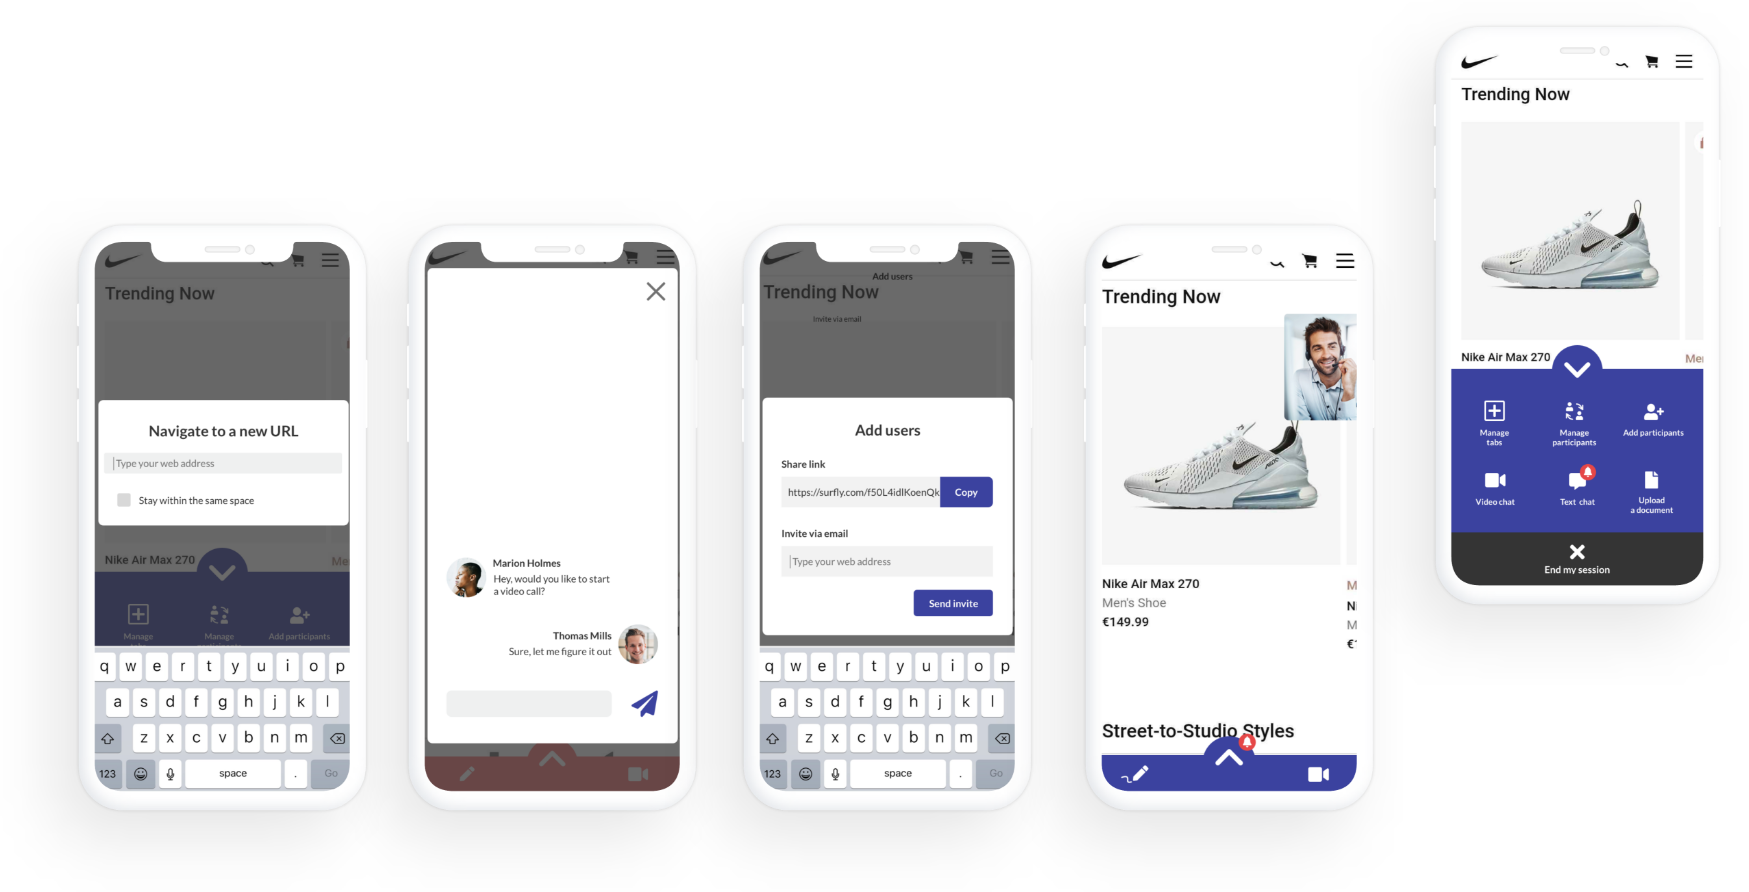 Trending Now
Navigate to a new URL
Type your web address
Stay within the same space
Nike Air Max 270
Me
Manage
tabs
Manage
participants
Add participants
q w e r t y u i o p
a s d f g h j k l
z x c v b n m
123 space . Go
Marion Holmes
Hey, would you like to start
a video call?
Thomas Mills
Sure, let me figure it out
Add users
Trending Now
Invite via email
Add users
Share link
https://surfly.com/f50L4idlKoenQk
Copy
Invite via email
Type your web address
Send invite
q w e r t y u i o p
a s d f g h j k l
z x c v b n m
123 space . Go
Trending Now
Nike Air Max 270
Men's Shoe
€149.99
M
N
M
€
Street-to-Studio Styles
Trending Now
Nike Air Max 270
Me
Manage
tabs
Manage
participants
Add participants
Video chat
Text chat
Upload
a document
End my session